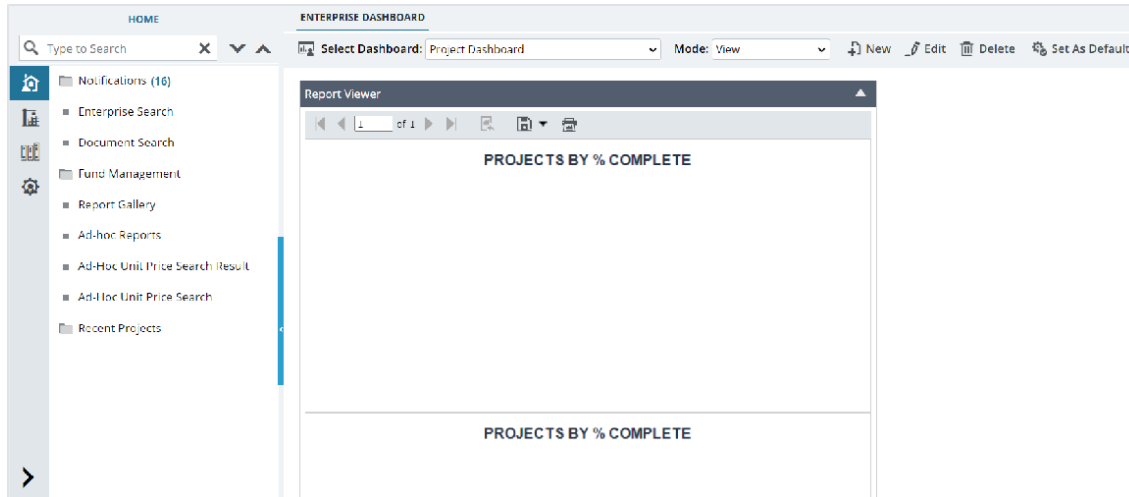 HOME
ENTERPRISE DASHBOARD
Type to Search
Select Dashboard: Project Dashboard
Mode: View
New
Edit
Delete
Set As Default
Notifications (16)
Enterprise Search
Document Search
Fund Management
Report Gallery
Ad-hoc Reports
Ad-Hoc Unit Price Search Result
Ad-Hoc Unit Price Search
Recent Projects
Report Viewer
1 of 1
PROJECTS BY % COMPLETE
PROJECTS BY % COMPLETE